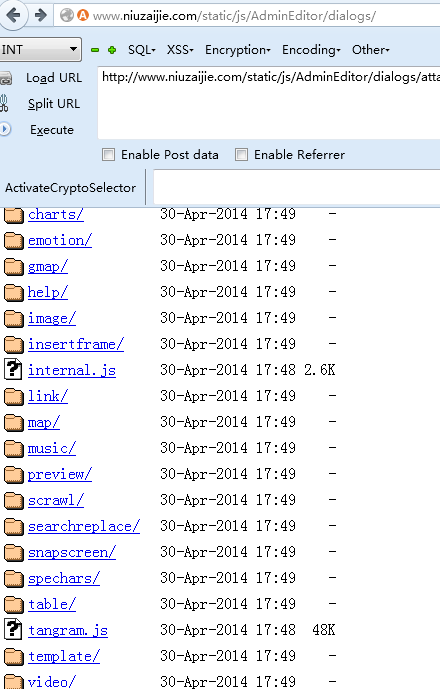 www.niuzaijie.com/static/js/AdminEditor/dialogs/
INT SQL- XSS- Encryption- Encoding- Other-
Load URL http://www.niuzaijie.com/static/js/AdminEditor/dialogs/atta
Split URL
Execute
Enable Post data Enable Referrer
ActivateCryptoSelector
charts/ 30-Apr-2014 17:49 -
emotion/ 30-Apr-2014 17:49 -
gmap/ 30-Apr-2014 17:49 -
help/ 30-Apr-2014 17:49 -
image/ 30-Apr-2014 17:49 -
insertframe/ 30-Apr-2014 17:49 -
internal.js 30-Apr-2014 17:48 2.6K
link/ 30-Apr-2014 17:49 -
map/ 30-Apr-2014 17:49 -
music/ 30-Apr-2014 17:49 -
preview/ 30-Apr-2014 17:49 -
scrawl/ 30-Apr-2014 17:49 -
searchreplace/ 30-Apr-2014 17:49 -
snapscreen/ 30-Apr-2014 17:49 -
spechars/ 30-Apr-2014 17:49 -
table/ 30-Apr-2014 17:49 -
tangram.js 30-Apr-2014 17:48 48K
template/ 30-Apr-2014 17:49 -
video/ 30-Apr-2014 17:49 -